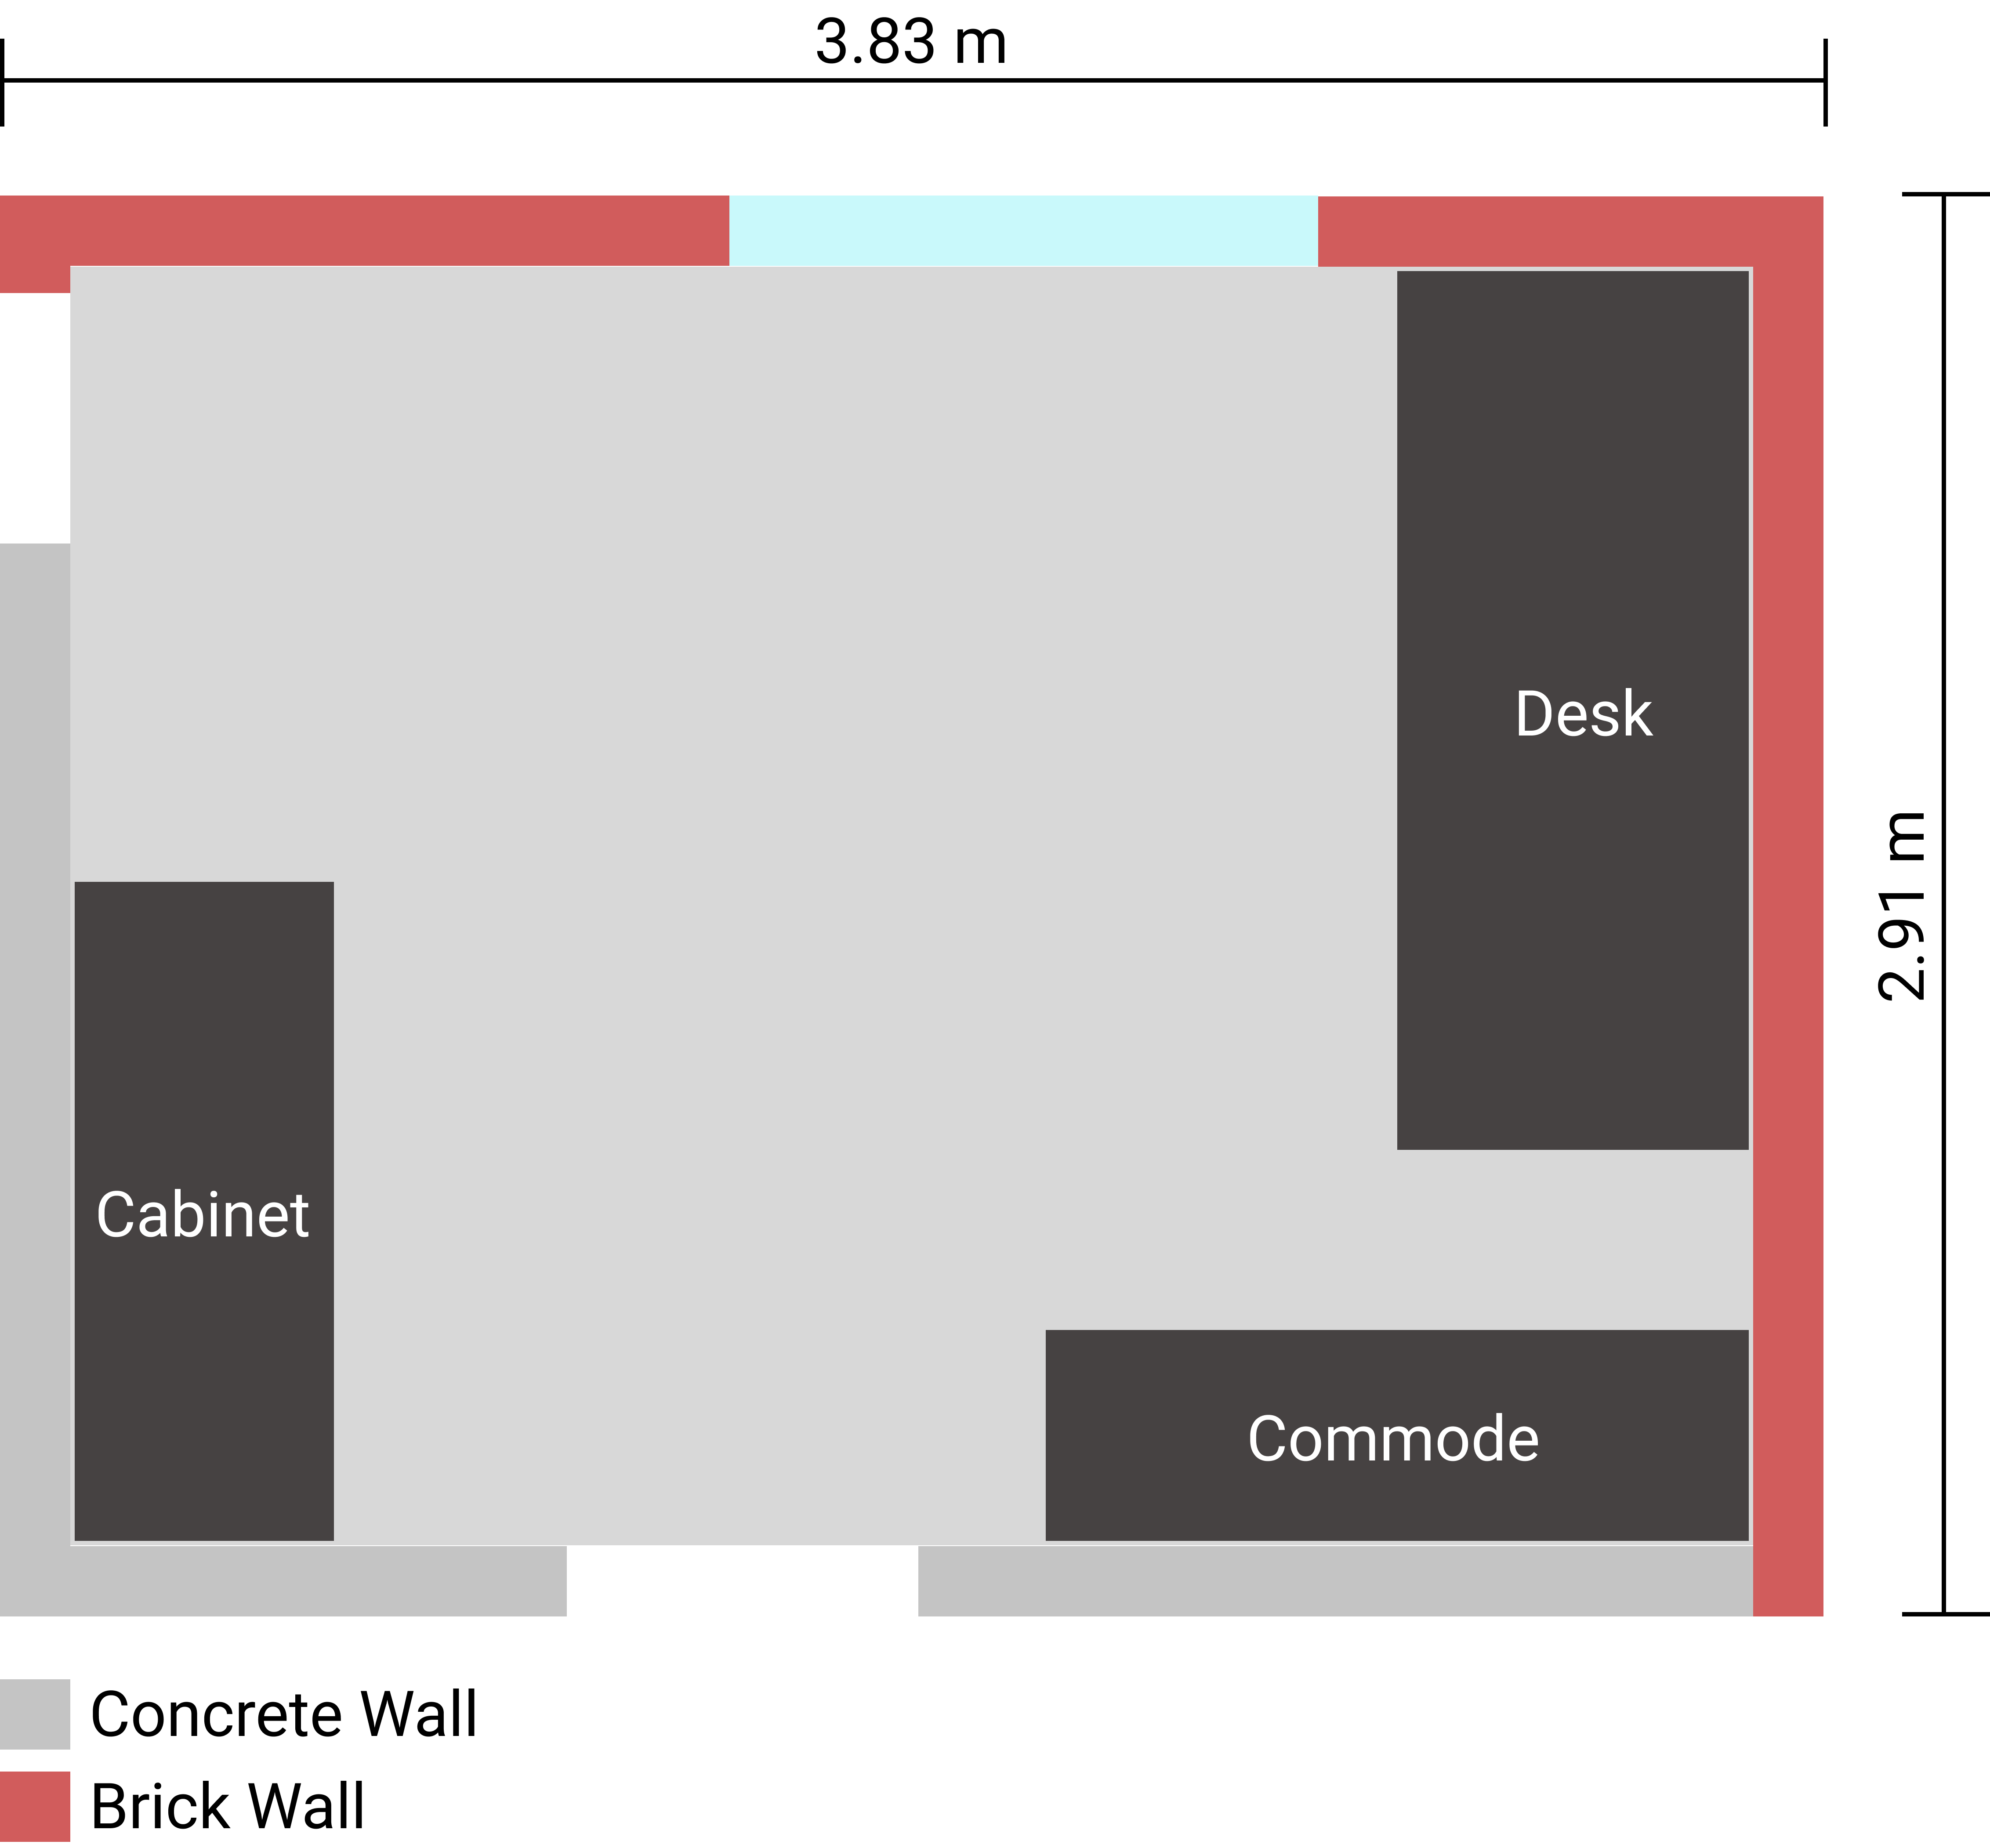 3.83 m
Desk
2.91 m
Cabinet
Commode
Concrete Wall
Brick Wall